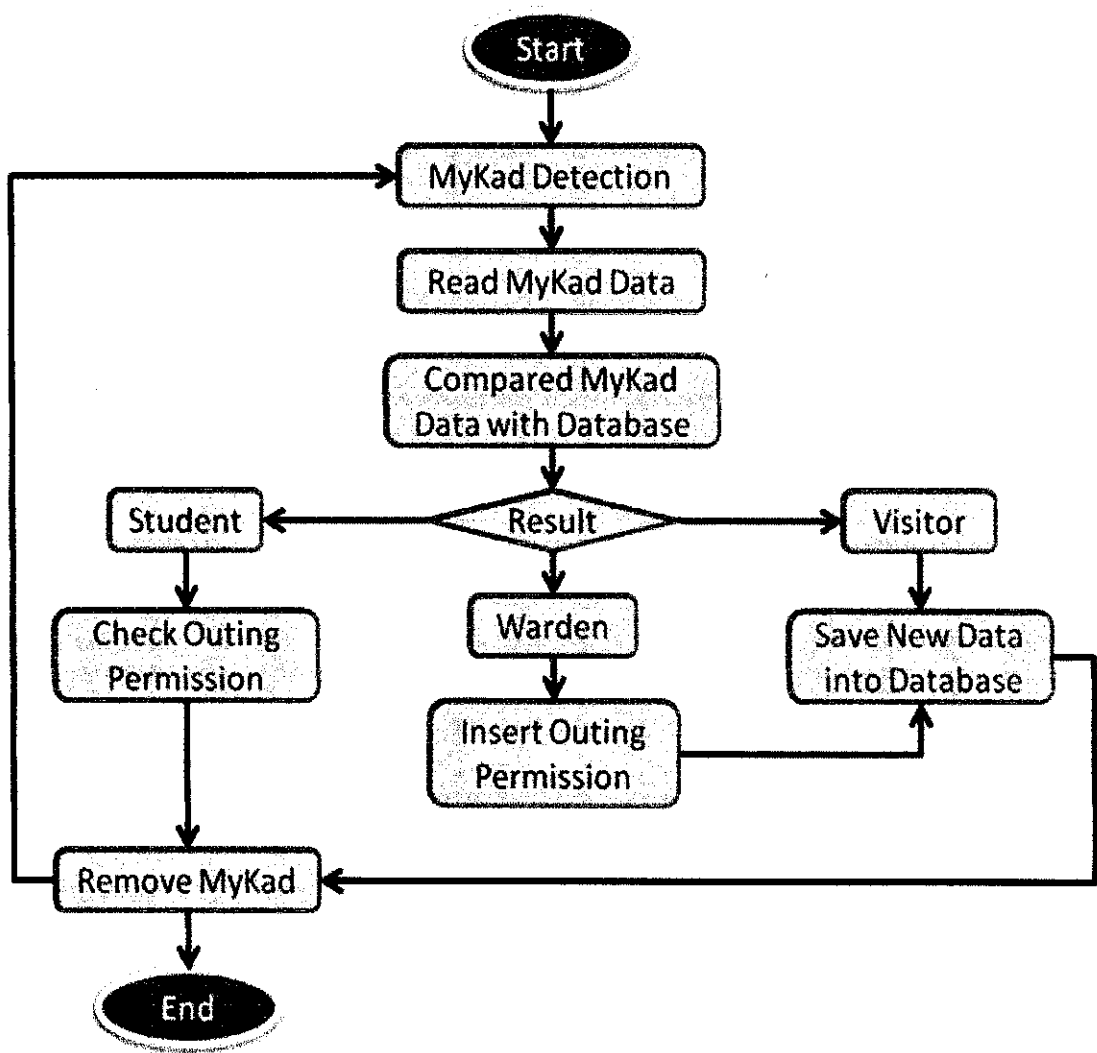 Start
MyKad Detection
Read MyKad Data
Compared MyKad
Data with Database
Student
Result
Visitor
Check Outing
Permission
Warden
Save New Data
into Database
Insert Outing
Permission
Remove MyKad
End